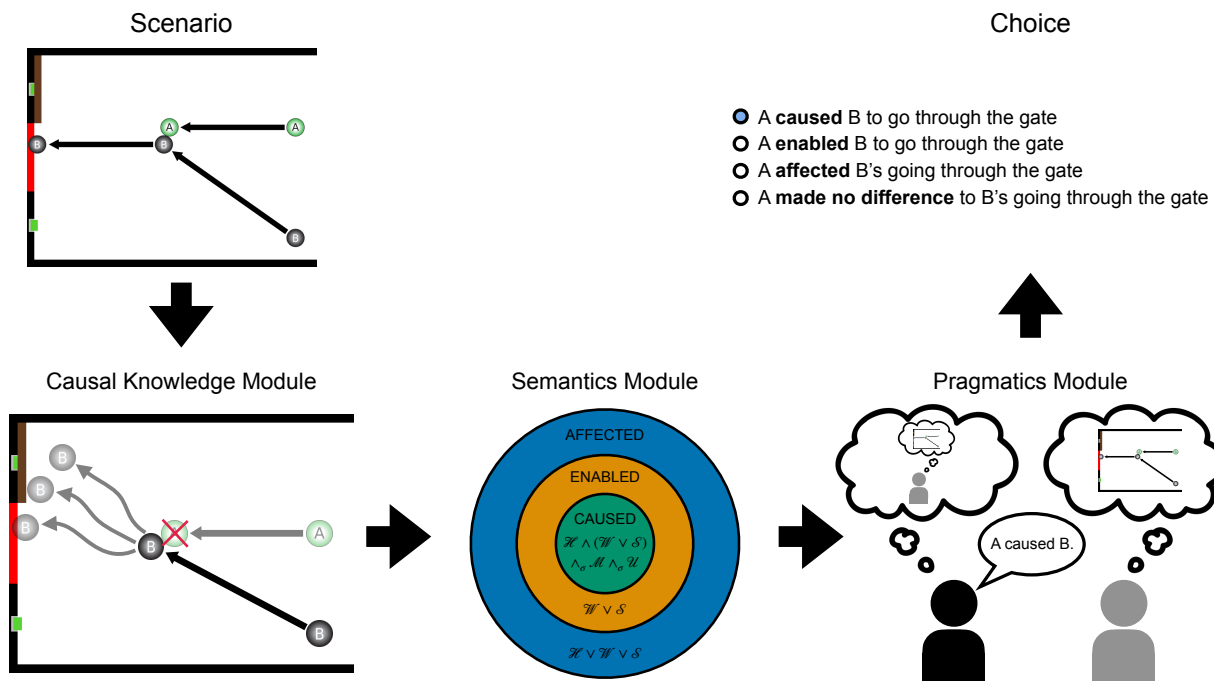 Scenario
Choice
A
A
B
B
B
A caused B to go through the gate
A enabled B to go through the gate
A affected B's going through the gate
A made no difference to B's going through the gate
Causal Knowledge Module
Semantics Module
Pragmatics Module
B
B
B
B
A
A
B
AFFECTED
ENABLED
CAUSED
ℋ ∧ (𝒲 ∨ 𝒮)
∧σ ℳ ∧σ 𝒰
𝒲 ∨ 𝒮
ℋ ∨ 𝒲 ∨ 𝒮
A caused B.